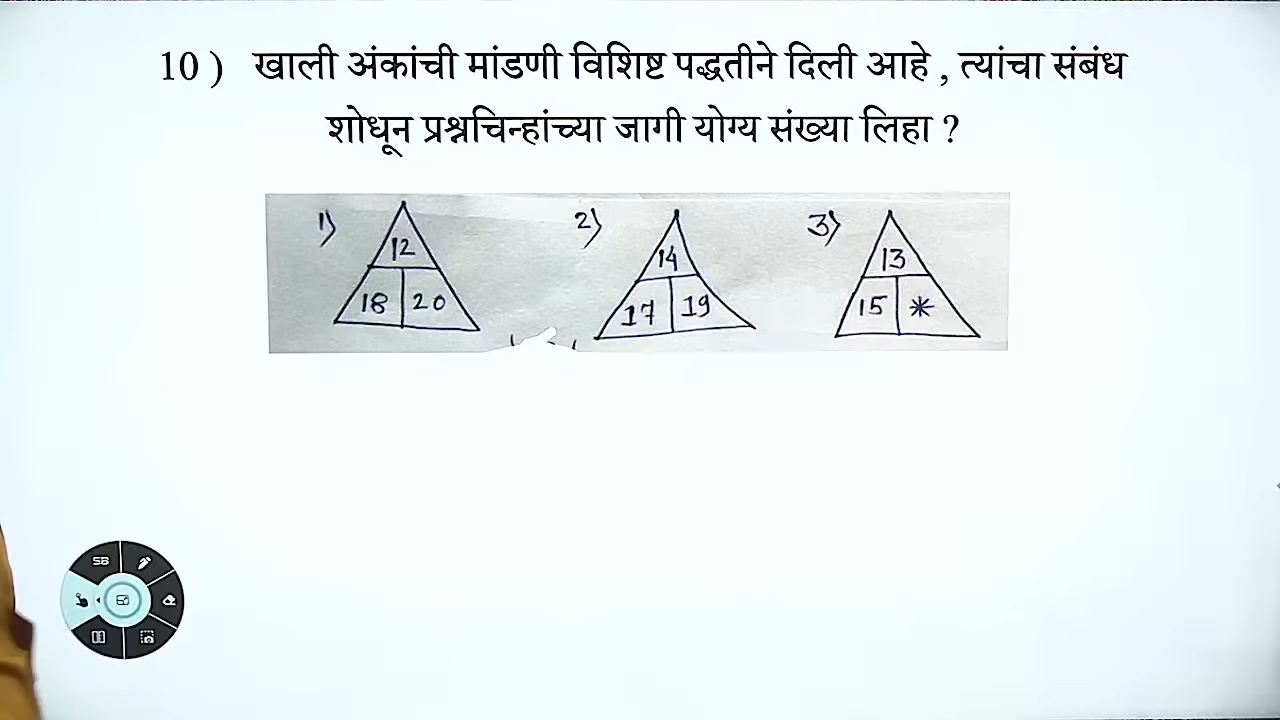 10 ) खाली अंकांची मांडणी विशिष्ट पद्धतीने दिली आहे , त्यांचा संबंध
शोधून प्रश्नचिन्हांच्या जागी योग्य संख्या लिहा ?
1) 2) 3)
12 14 13
18 20 17 19 15 *
SB